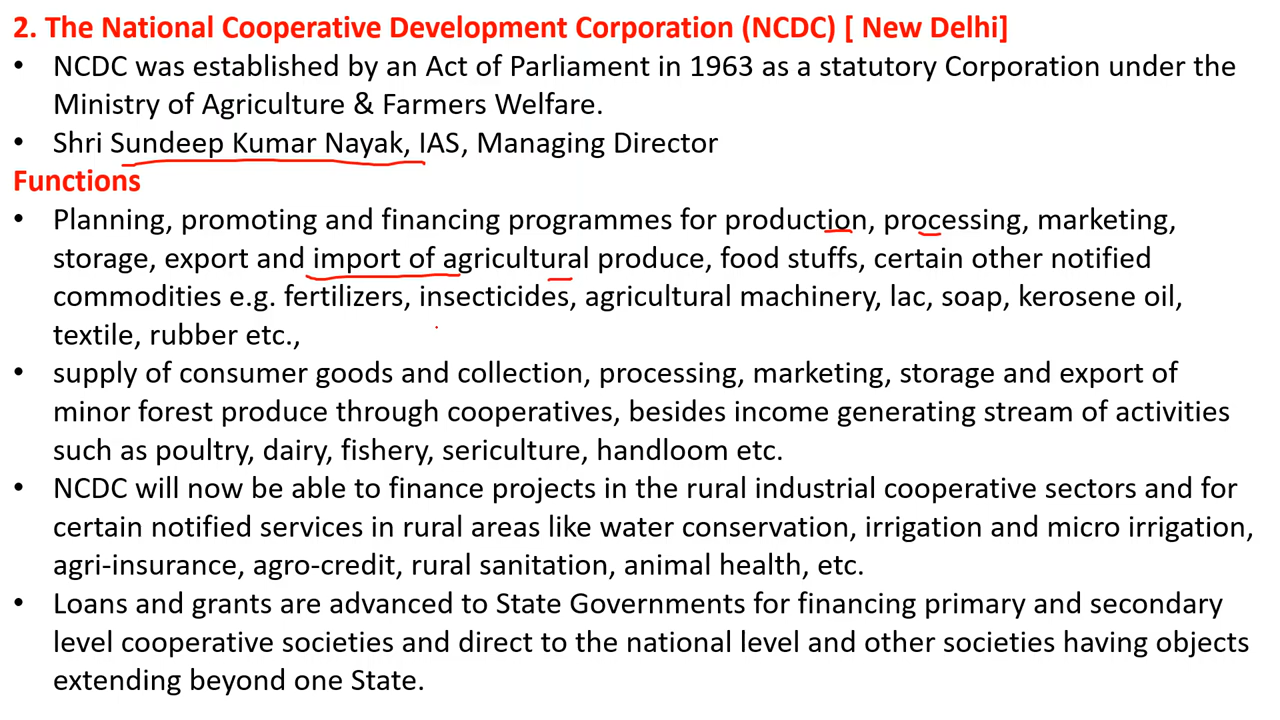 2. The National Cooperative Development Corporation (NCDC) [ New Delhi]
• NCDC was established by an Act of Parliament in 1963 as a statutory Corporation under the
Ministry of Agriculture & Farmers Welfare.
• Shri Sundeep Kumar Nayak, IAS, Managing Director
Functions
• Planning, promoting and financing programmes for production, processing, marketing,
storage, export and import of agricultural produce, food stuffs, certain other notified
commodities e.g. fertilizers, insecticides, agricultural machinery, lac, soap, kerosene oil,
textile, rubber etc.,
• supply of consumer goods and collection, processing, marketing, storage and export of
minor forest produce through cooperatives, besides income generating stream of activities
such as poultry, dairy, fishery, sericulture, handloom etc.
• NCDC will now be able to finance projects in the rural industrial cooperative sectors and for
certain notified services in rural areas like water conservation, irrigation and micro irrigation,
agri-insurance, agro-credit, rural sanitation, animal health, etc.
• Loans and grants are advanced to State Governments for financing primary and secondary
level cooperative societies and direct to the national level and other societies having objects
extending beyond one State.